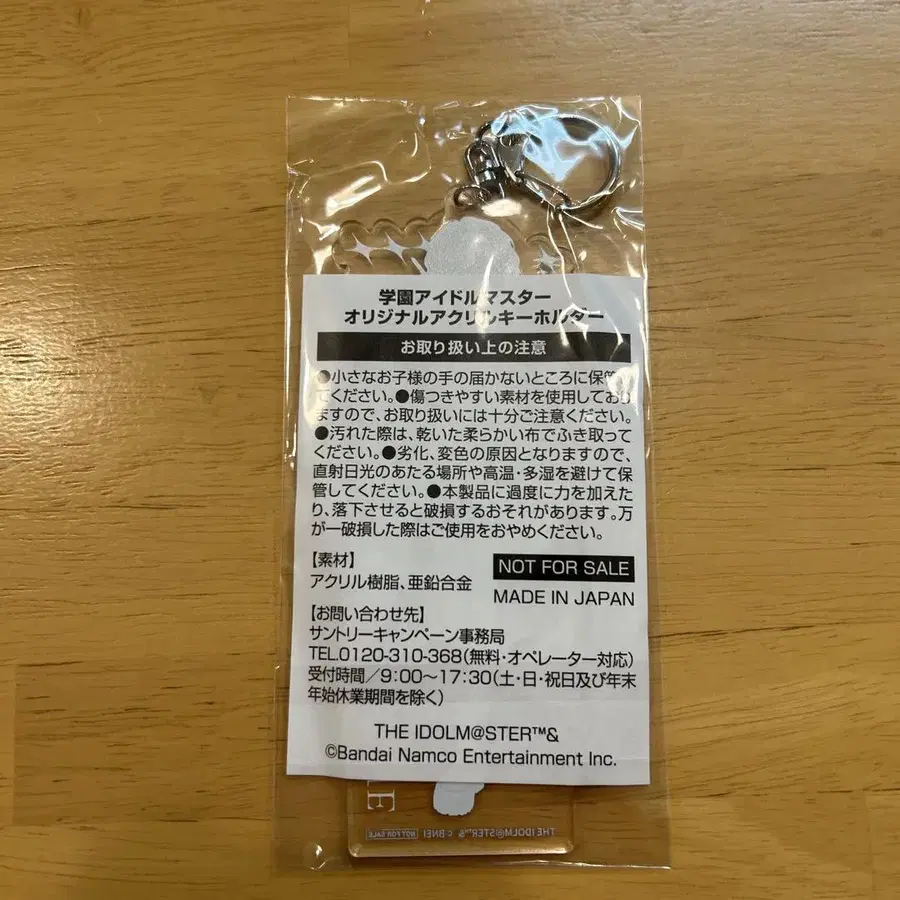 学園アイドルマスター
オリジナルアクリルキーホルダー
お取り扱い上の注意
●小さなお子様の手の届かないところに保管し
てください。●傷つきやすい素材を使用しており
ますので、お取り扱いには十分ご注意ください。
●汚れた際は、乾いた柔らかい布でふき取って
ください。●劣化、変色の原因となりますので、
直射日光のあたる場所や高温・多湿を避けて保
管してください。●本製品に過度に力を加えた
り、落下させると破損するおそれがあります。万
が一破損した際はご使用をおやめください。
【素材】
アクリル樹脂、亜鉛合金
NOT FOR SALE
MADE IN JAPAN
【お問い合わせ先】
サントリーキャンペーン事務局
TEL.0120-310-368(無料・オペレーター対応)
受付時間/9:00〜17:30(土・日・祝日及び年末
年始休業期間を除く)
THE IDOLM@STER™&
©Bandai Namco Entertainment Inc.
THE IDOLM@STER™& © BNEI NOT FOR SALE